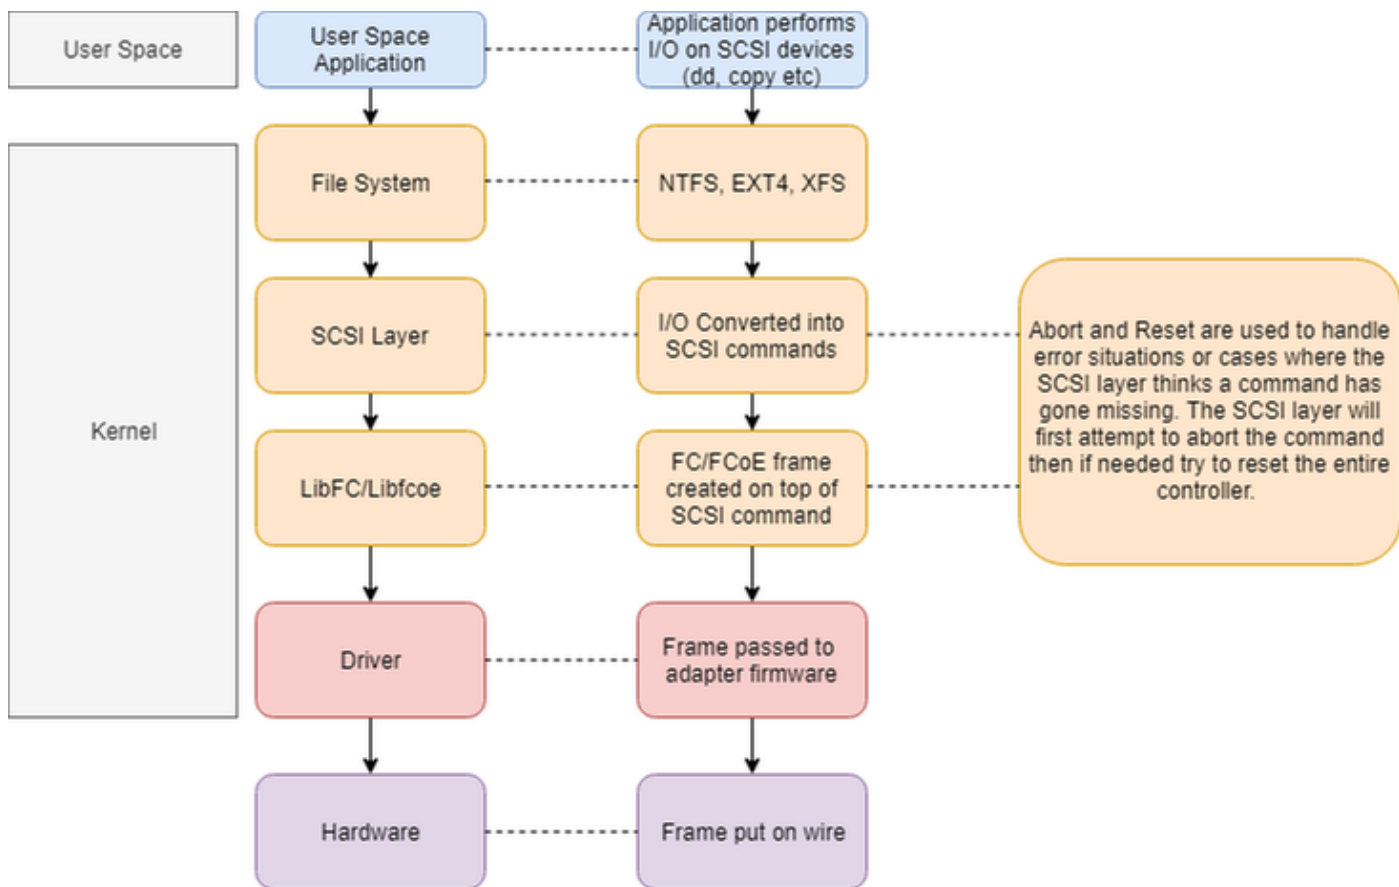 User Space
User Space
Application
Application performs
I/O on SCSI devices
(dd, copy etc)
Kernel
File System
NTFS, EXT4, XFS
SCSI Layer
I/O Converted into
SCSI commands
Abort and Reset are used to handle
error situations or cases where the
SCSI layer thinks a command has
gone missing. The SCSI layer will
first attempt to abort the command
then if needed try to reset the entire
controller.
LibFC/Libfcoe
FC/FCoE frame
created on top of
SCSI command
Driver
Frame passed to
adapter firmware
Hardware
Frame put on wire